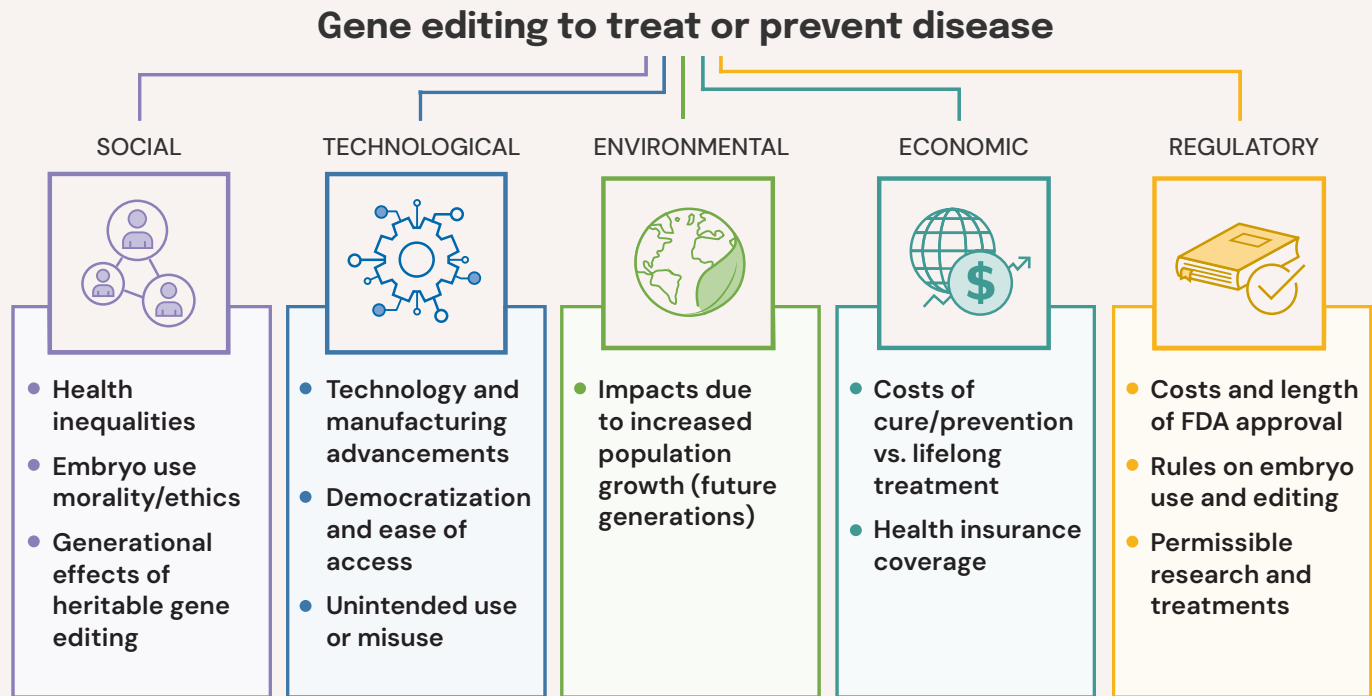 Gene editing to treat or prevent disease
SOCIAL
TECHNOLOGICAL
ENVIRONMENTAL
ECONOMIC
REGULATORY
Health
inequalities
Embryo use
morality/ethics
Generational
effects of
heritable gene
editing
Technology and
manufacturing
advancements
Democratization
and ease of
access
Unintended use
or misuse
Impacts due
to increased
population
growth (future
generations)
$
Costs of
cure/prevention
vs. lifelong
treatment
Health insurance
coverage
Costs and length
of FDA approval
Rules on embryo
use and editing
Permissible
research and
treatments